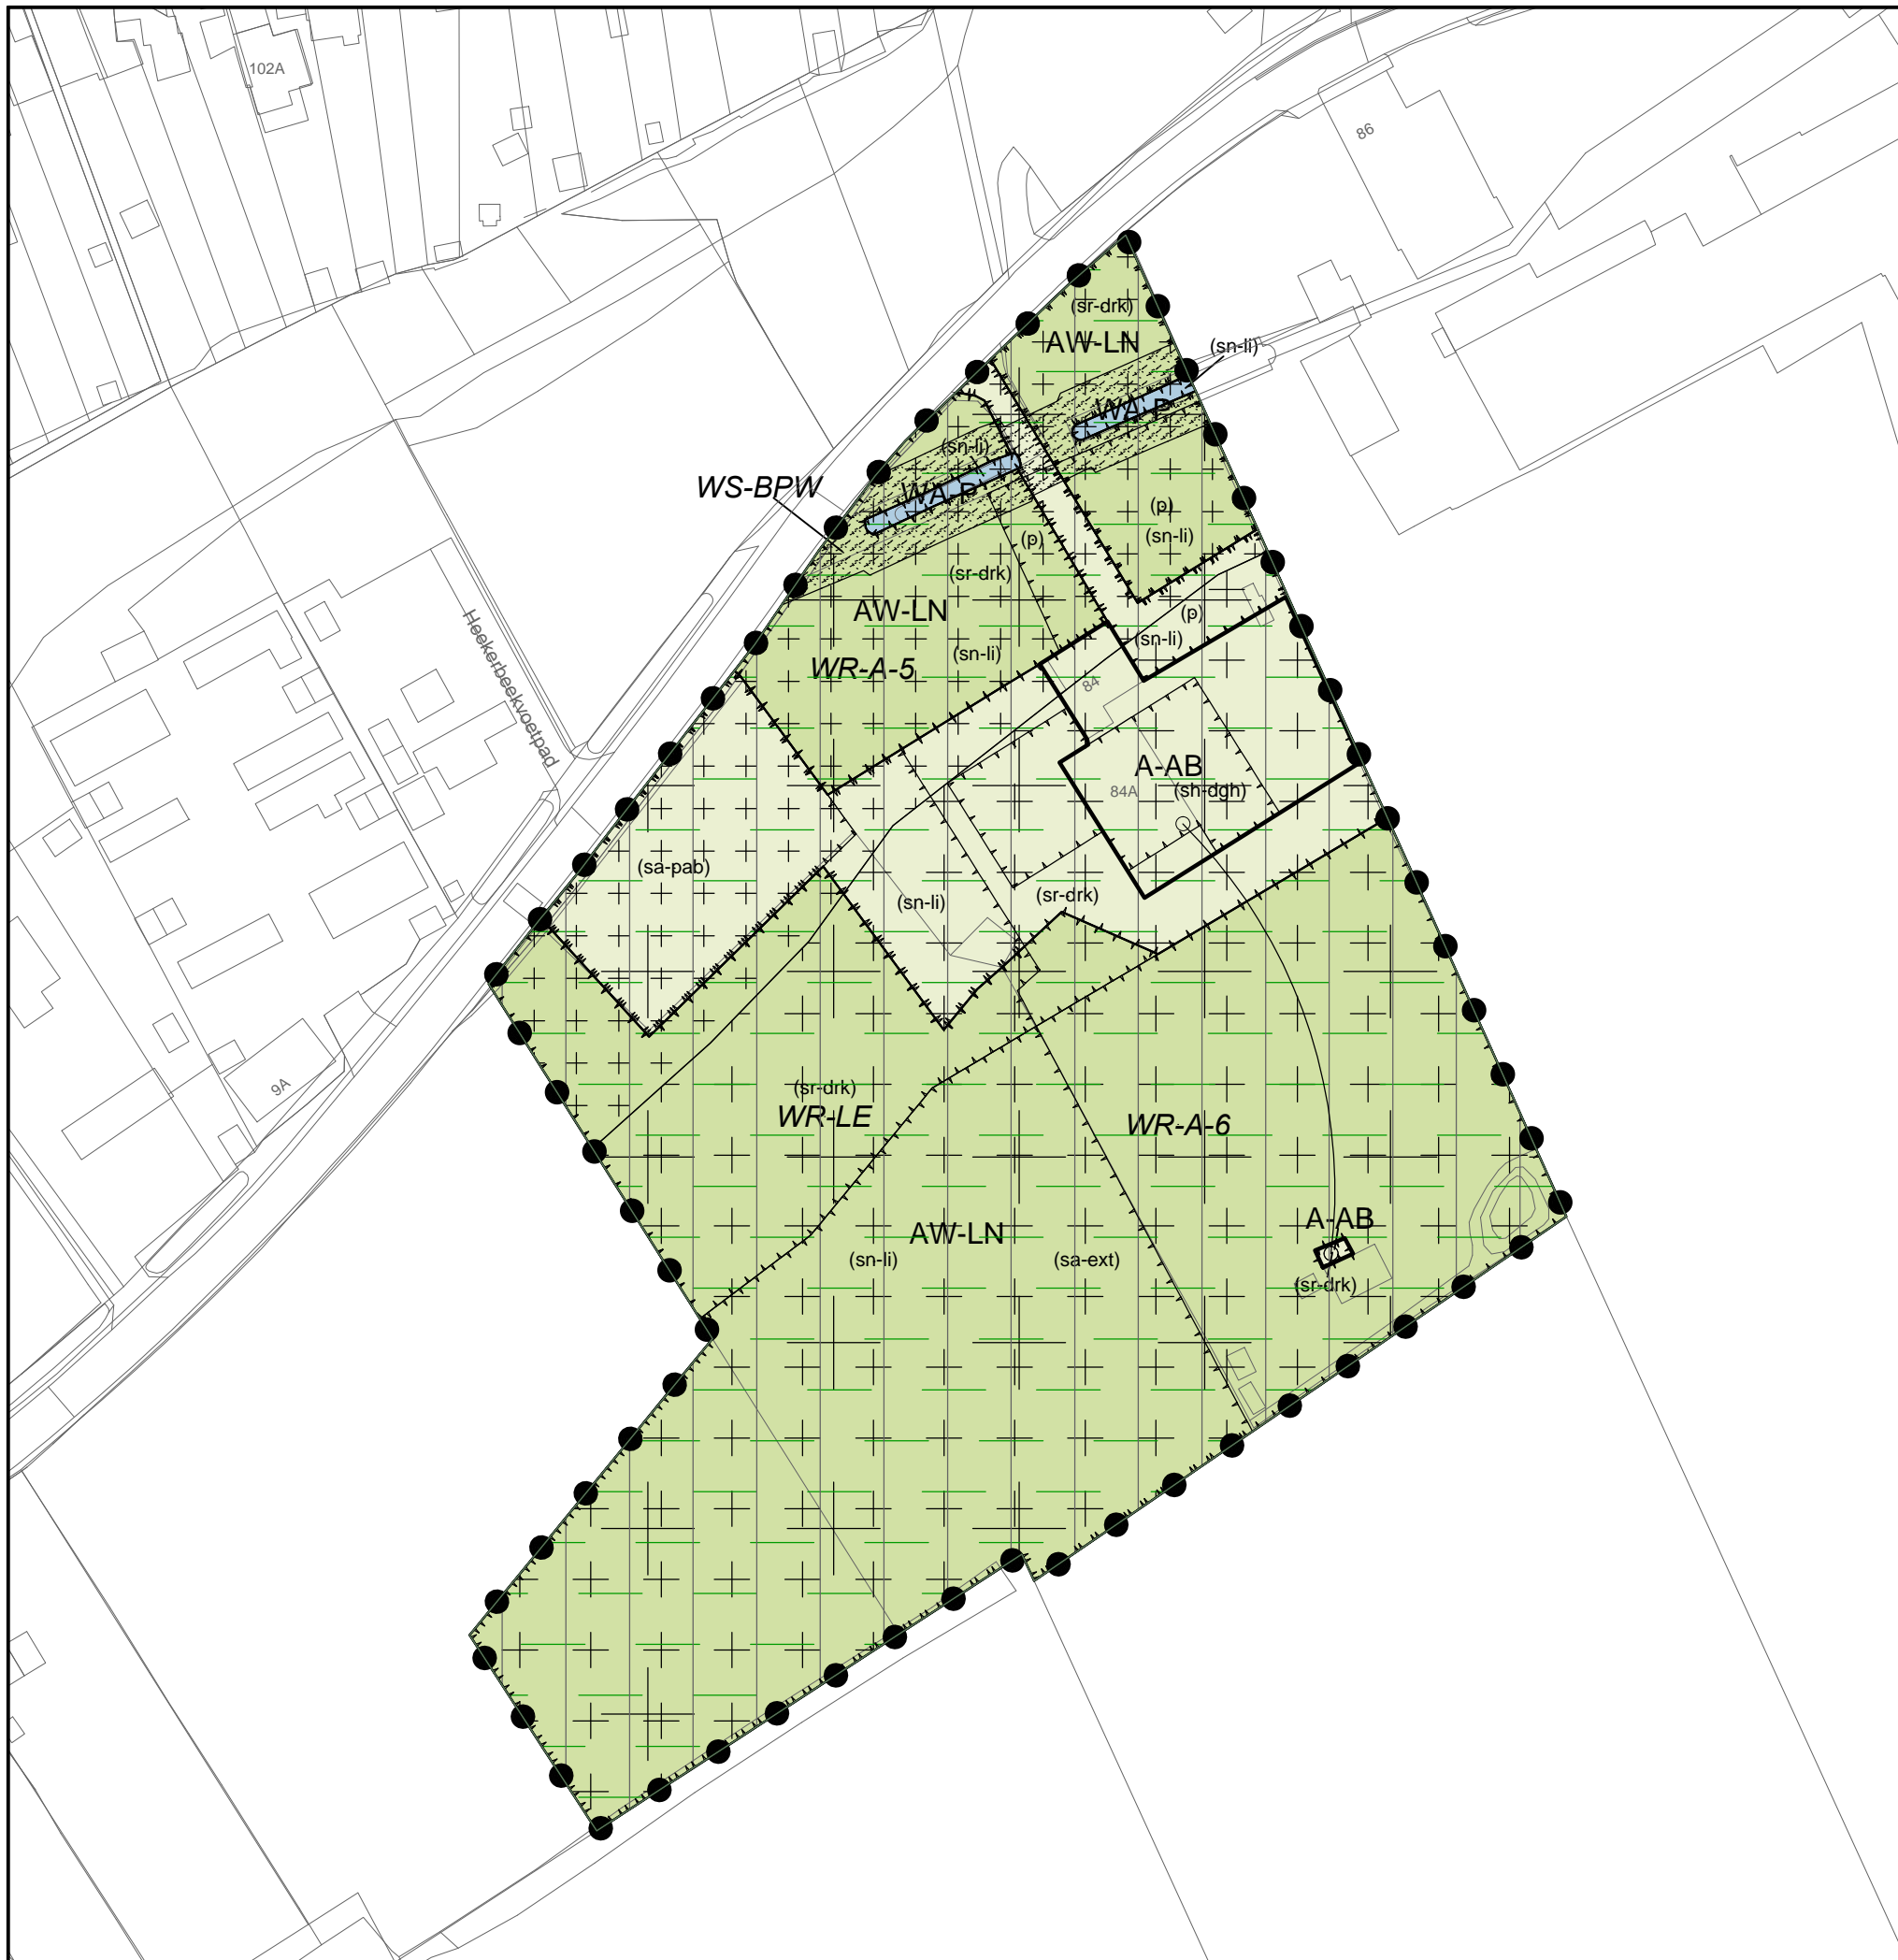 102A
86
(sr-drk)
AW-LN
(sn-li)
WA-P
(sn-li)
WS-BPW
WA-P
(p)
(sn-li)
(p)
(sr-drk)
AW-LN
(p)
(sn-li)
(sn-li)
WR-A-5
84
Heekerbeekvoetpad
A-AB
84A
(sh-dgh)
(sa-pab)
(sn-li)
(sr-drk)
9A
(sr-drk)
WR-LE
WR-A-6
AW-LN
A-AB
(sn-li)
(sa-ext)
(sr-drk)